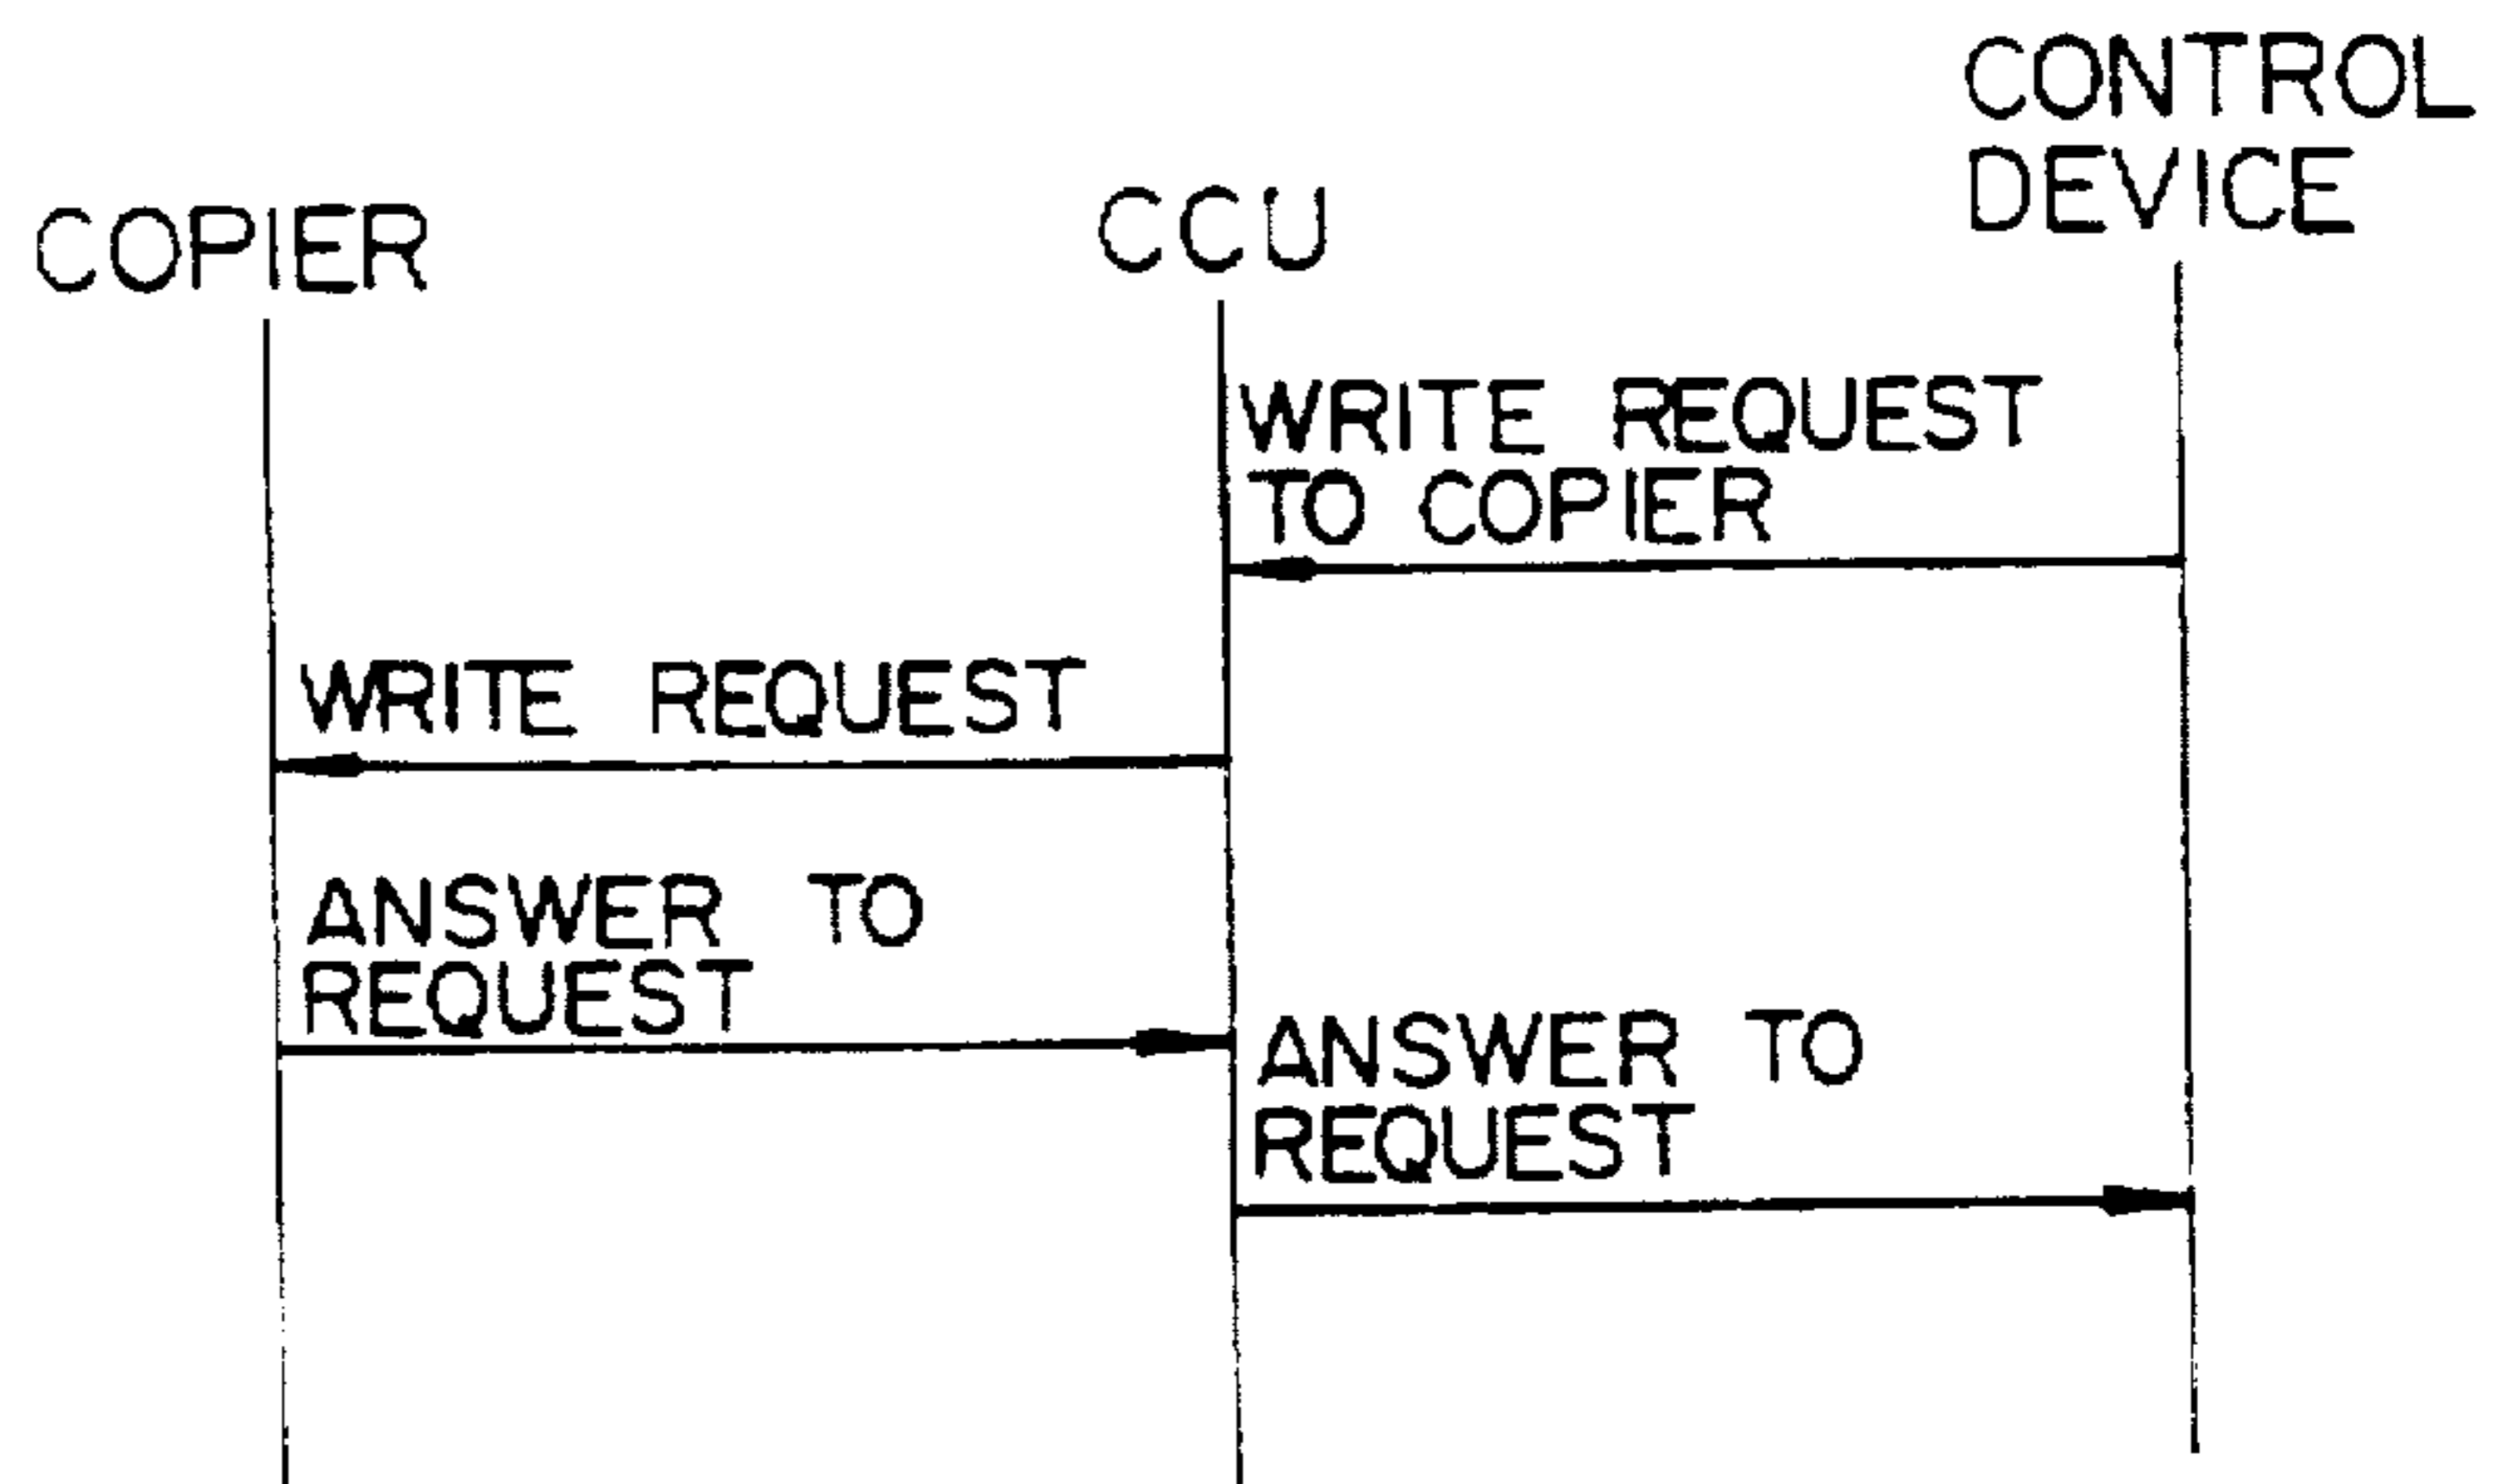 COPIER
CCU
CONTROL
DEVICE
WRITE REQUEST
TO COPIER
WRITE REQUEST
ANSWER TO
REQUEST
ANSWER TO
REQUEST